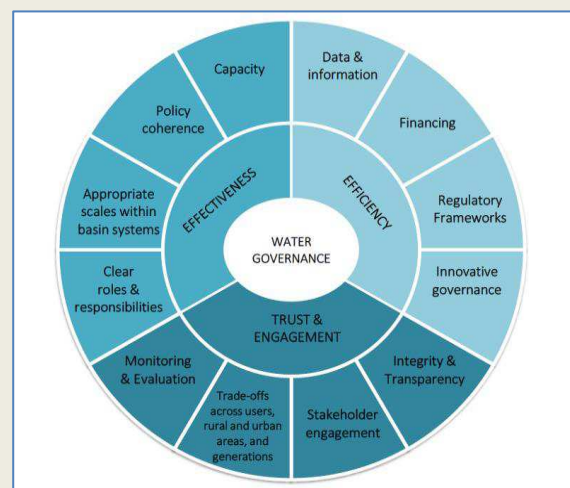 Capacity
Data &
information
Policy
coherence
Financing
EFFECTIVENESS
EFFICIENCY
Appropriate
scales within
basin systems
Regulatory
Frameworks
WATER
GOVERNANCE
Clear
roles &
responsibilities
Innovative
governance
TRUST &
ENGAGEMENT
Monitoring
& Evaluation
Integrity &
Transparency
Trade-offs
across users,
rural and urban
areas, and
generations
Stakeholder
engagement